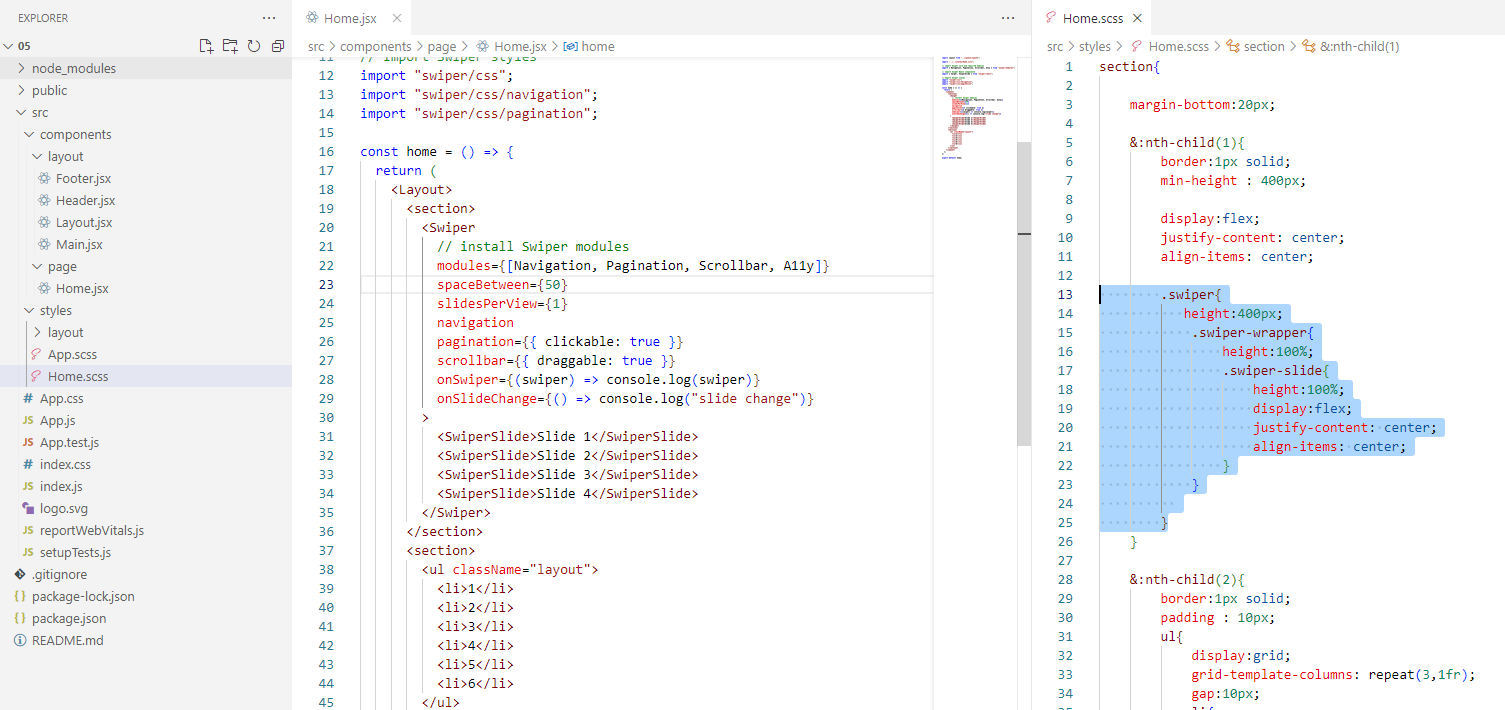 EXPLORER
05
node_modules
public
src
components
layout
Footer.jsx
Header.jsx
Layout.jsx
Main.jsx
page
Home.jsx
styles
layout
App.scss
Home.scss
# App.css
JS App.js
JS App.test.js
# index.css
JS index.js
logo.svg
JS reportWebVitals.js
JS setupTests.js
.gitignore
{} package-lock.json
{} package.json
README.md
Home.jsx
src > components > page > Home.jsx > home
11 // import Swiper styles
12 import "swiper/css";
13 import "swiper/css/navigation";
14 import "swiper/css/pagination";
15
16 const home = () => {
17 return (
18 <Layout>
19 <section>
20 <Swiper
21 // install Swiper modules
22 modules={[Navigation, Pagination, Scrollbar, A11y]}
23 spaceBetween={50}
24 slidesPerView={1}
25 navigation
26 pagination={{ clickable: true }}
27 scrollbar={{ draggable: true }}
28 onSwiper={(swiper) => console.log(swiper)}
29 onSlideChange={() => console.log("slide change")}
30 >
31 <SwiperSlide>Slide 1</SwiperSlide>
32 <SwiperSlide>Slide 2</SwiperSlide>
33 <SwiperSlide>Slide 3</SwiperSlide>
34 <SwiperSlide>Slide 4</SwiperSlide>
35 </Swiper>
36 </section>
37 <section>
38 <ul className="layout">
39 <li>1</li>
40 <li>2</li>
41 <li>3</li>
42 <li>4</li>
43 <li>5</li>
44 <li>6</li>
45 </ul>
Home.scss
src > styles > Home.scss > section > &:nth-child(1)
1 section{
2
3 margin-bottom:20px;
4
5 &:nth-child(1){
6 border:1px solid;
7 min-height : 400px;
8
9 display:flex;
10 justify-content: center;
11 align-items: center;
12
13 .swiper{
14 height:400px;
15 .swiper-wrapper{
16 height:100%;
17 .swiper-slide{
18 height:100%;
19 display:flex;
20 justify-content: center;
21 align-items: center;
22 }
23 }
24
25 }
26 }
27
28 &:nth-child(2){
29 border:1px solid;
30 padding : 10px;
31 ul{
32 display:grid;
33 grid-template-columns: repeat(3,1fr);
34 gap:10px;